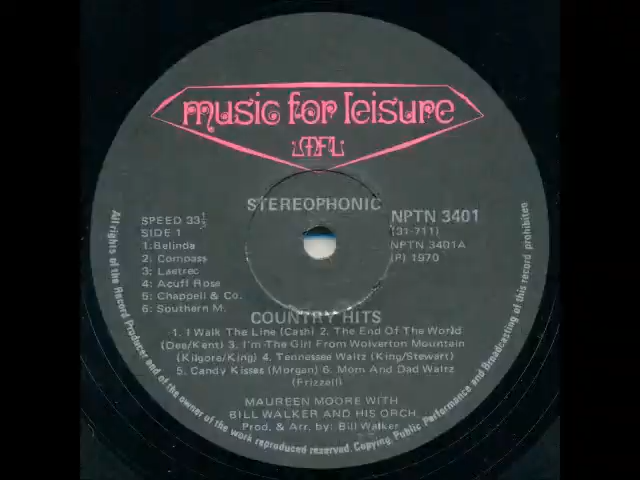 music for leisure
MFL
STEREOPHONIC
SPEED 33⅓
SIDE 1
1: Belinda
2: Compass
3: Laetrec
4: Acuff Rose
5: Chappell & Co.
6: Southern M.
NPTN 3401
(31-711)
NPTN 3401A
(P) 1970
COUNTRY HITS
1. I Walk The Line (Cash) 2. The End Of The World
(Dee/Kent) 3. I'm The Girl From Wolverton Mountain
(Kilgore/King) 4. Tennessee Waltz (King/Stewart)
5. Candy Kisses (Morgan) 6. Mom And Dad Waltz
(Frizzell)
MAUREEN MOORE WITH
BILL WALKER AND HIS ORCH
Prod. & Arr. by: Bill Walker
All rights of the Record Producer and of the owner of the work reproduced reserved. Copying, Public Performance and Broadcasting of this record prohibited